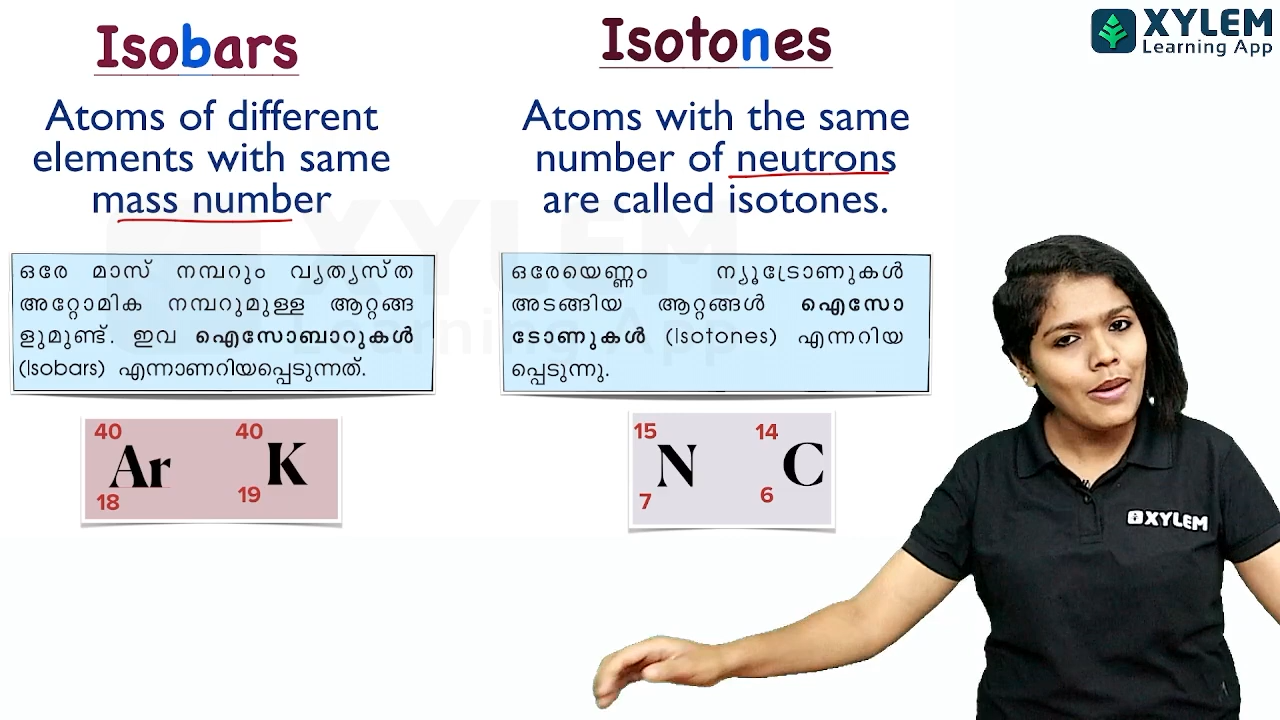 Isobars
Atoms of different
elements with same
mass number
ഒരേ മാസ് നമ്പറും വ്യത്യസ്ത
അറ്റോമിക നമ്പറുമുള്ള ആറ്റങ്ങ
ളുമുണ്ട്. ഇവ ഐസോബാറുകൾ
(Isobars) എന്നാണറിയപ്പെടുന്നത്.
40 40
Ar K
18 19
Isotones
Atoms with the same
number of neutrons
are called isotones.
ഒരേയെണ്ണം ന്യൂട്രോണുകൾ
അടങ്ങിയ ആറ്റങ്ങൾ ഐസോ
ടോണുകൾ (Isotones) എന്നറിയ
പ്പെടുന്നു.
15 14
N C
7 6
XYLEM
Learning App
XYLEM
Learning App
XYLEM